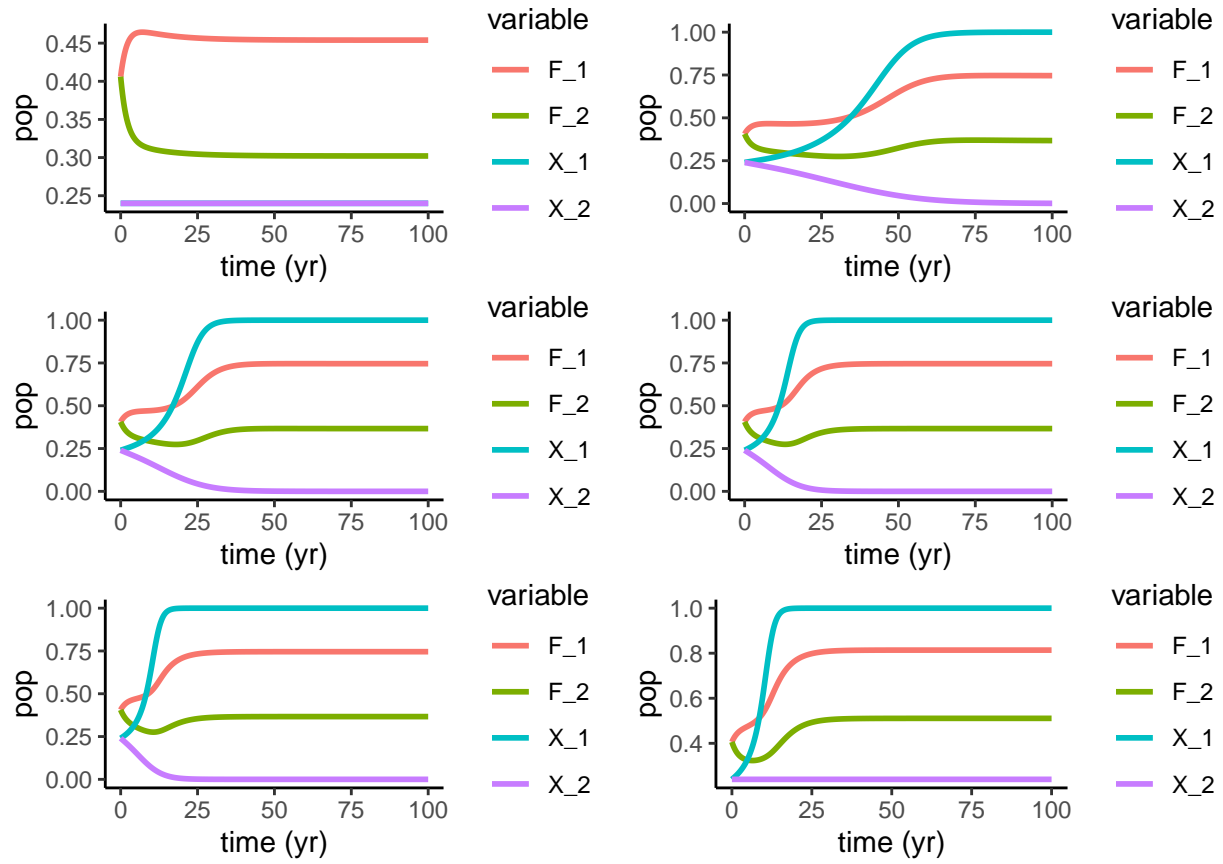 variable
0.45
0.40
0.35
0.30
0.25
pop
0 25 50 75 100
time (yr)
F_1
F_2
X_1
X_2
variable
1.00
0.75
0.50
0.25
0.00
pop
0 25 50 75 100
time (yr)
F_1
F_2
X_1
X_2
variable
1.00
0.75
0.50
0.25
0.00
pop
0 25 50 75 100
time (yr)
F_1
F_2
X_1
X_2
variable
1.00
0.75
0.50
0.25
0.00
pop
0 25 50 75 100
time (yr)
F_1
F_2
X_1
X_2
variable
1.00
0.75
0.50
0.25
0.00
pop
0 25 50 75 100
time (yr)
F_1
F_2
X_1
X_2
variable
1.0
0.8
0.6
0.4
pop
0 25 50 75 100
time (yr)
F_1
F_2
X_1
X_2